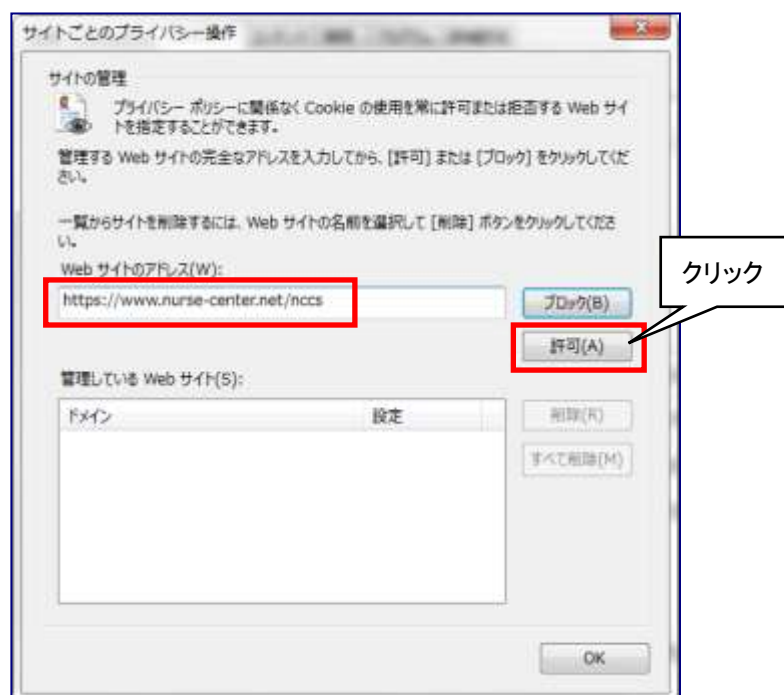 サイトごとのプライバシー操作
サイトの管理
プライバシー ポリシーに関係なく Cookie の使用を常に許可または拒否する Web サイ
トを指定することができます。
管理する Web サイトの完全なアドレスを入力してから、[許可] または [ブロック] をクリックしてくだ
さい。
一覧からサイトを削除するには、Web サイトの名前を選択して [削除] ボタンをクリックしてくださ
い。
Web サイトのアドレス(W):
クリック
https://www.nurse-center.net/nccs
ブロック(B)
許可(A)
管理している Web サイト(S):
ドメイン
設定
削除(R)
すべて削除(M)
OK